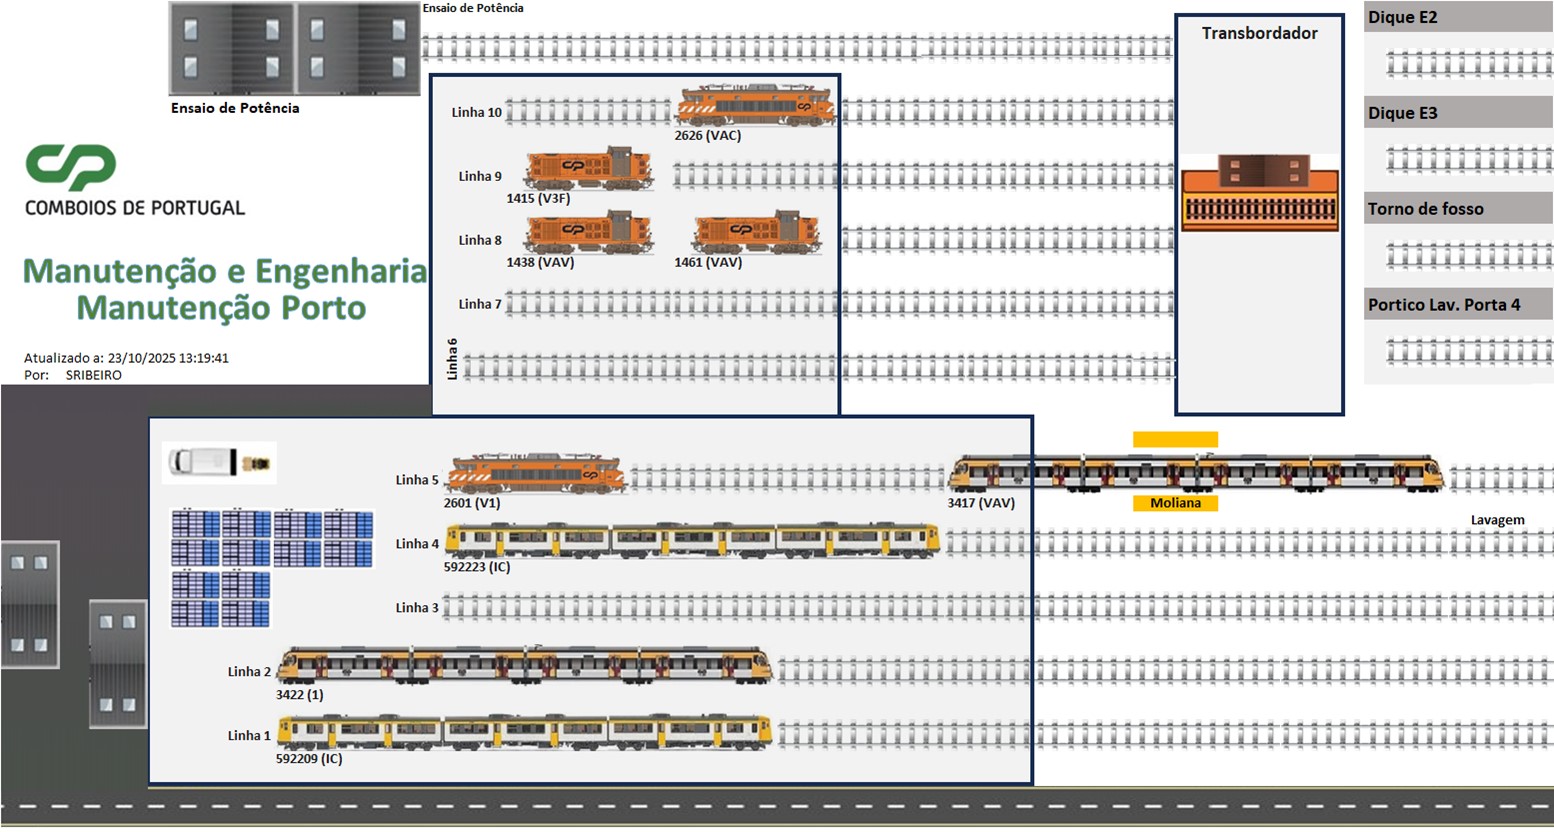 Ensaio de Potência
Ensaio de Potência
CP
COMBOIOS DE PORTUGAL
Manutenção e Engenharia
Manutenção Porto
Atualizado a: 23/10/2025 13:19:41
Por: SRIBEIRO
Linha 10
2626 (VAC)
Linha 9
1415 (V3F)
Linha 8
1438 (VAV)
1461 (VAV)
Linha 7
Linha 6
Transbordador
Dique E2
Dique E3
Torno de fosso
Portico Lav. Porta 4
Linha 5
2601 (V1)
3417 (VAV)
Moliana
Lavagem
Linha 4
592223 (IC)
Linha 3
Linha 2
3422 (1)
Linha 1
592209 (IC)